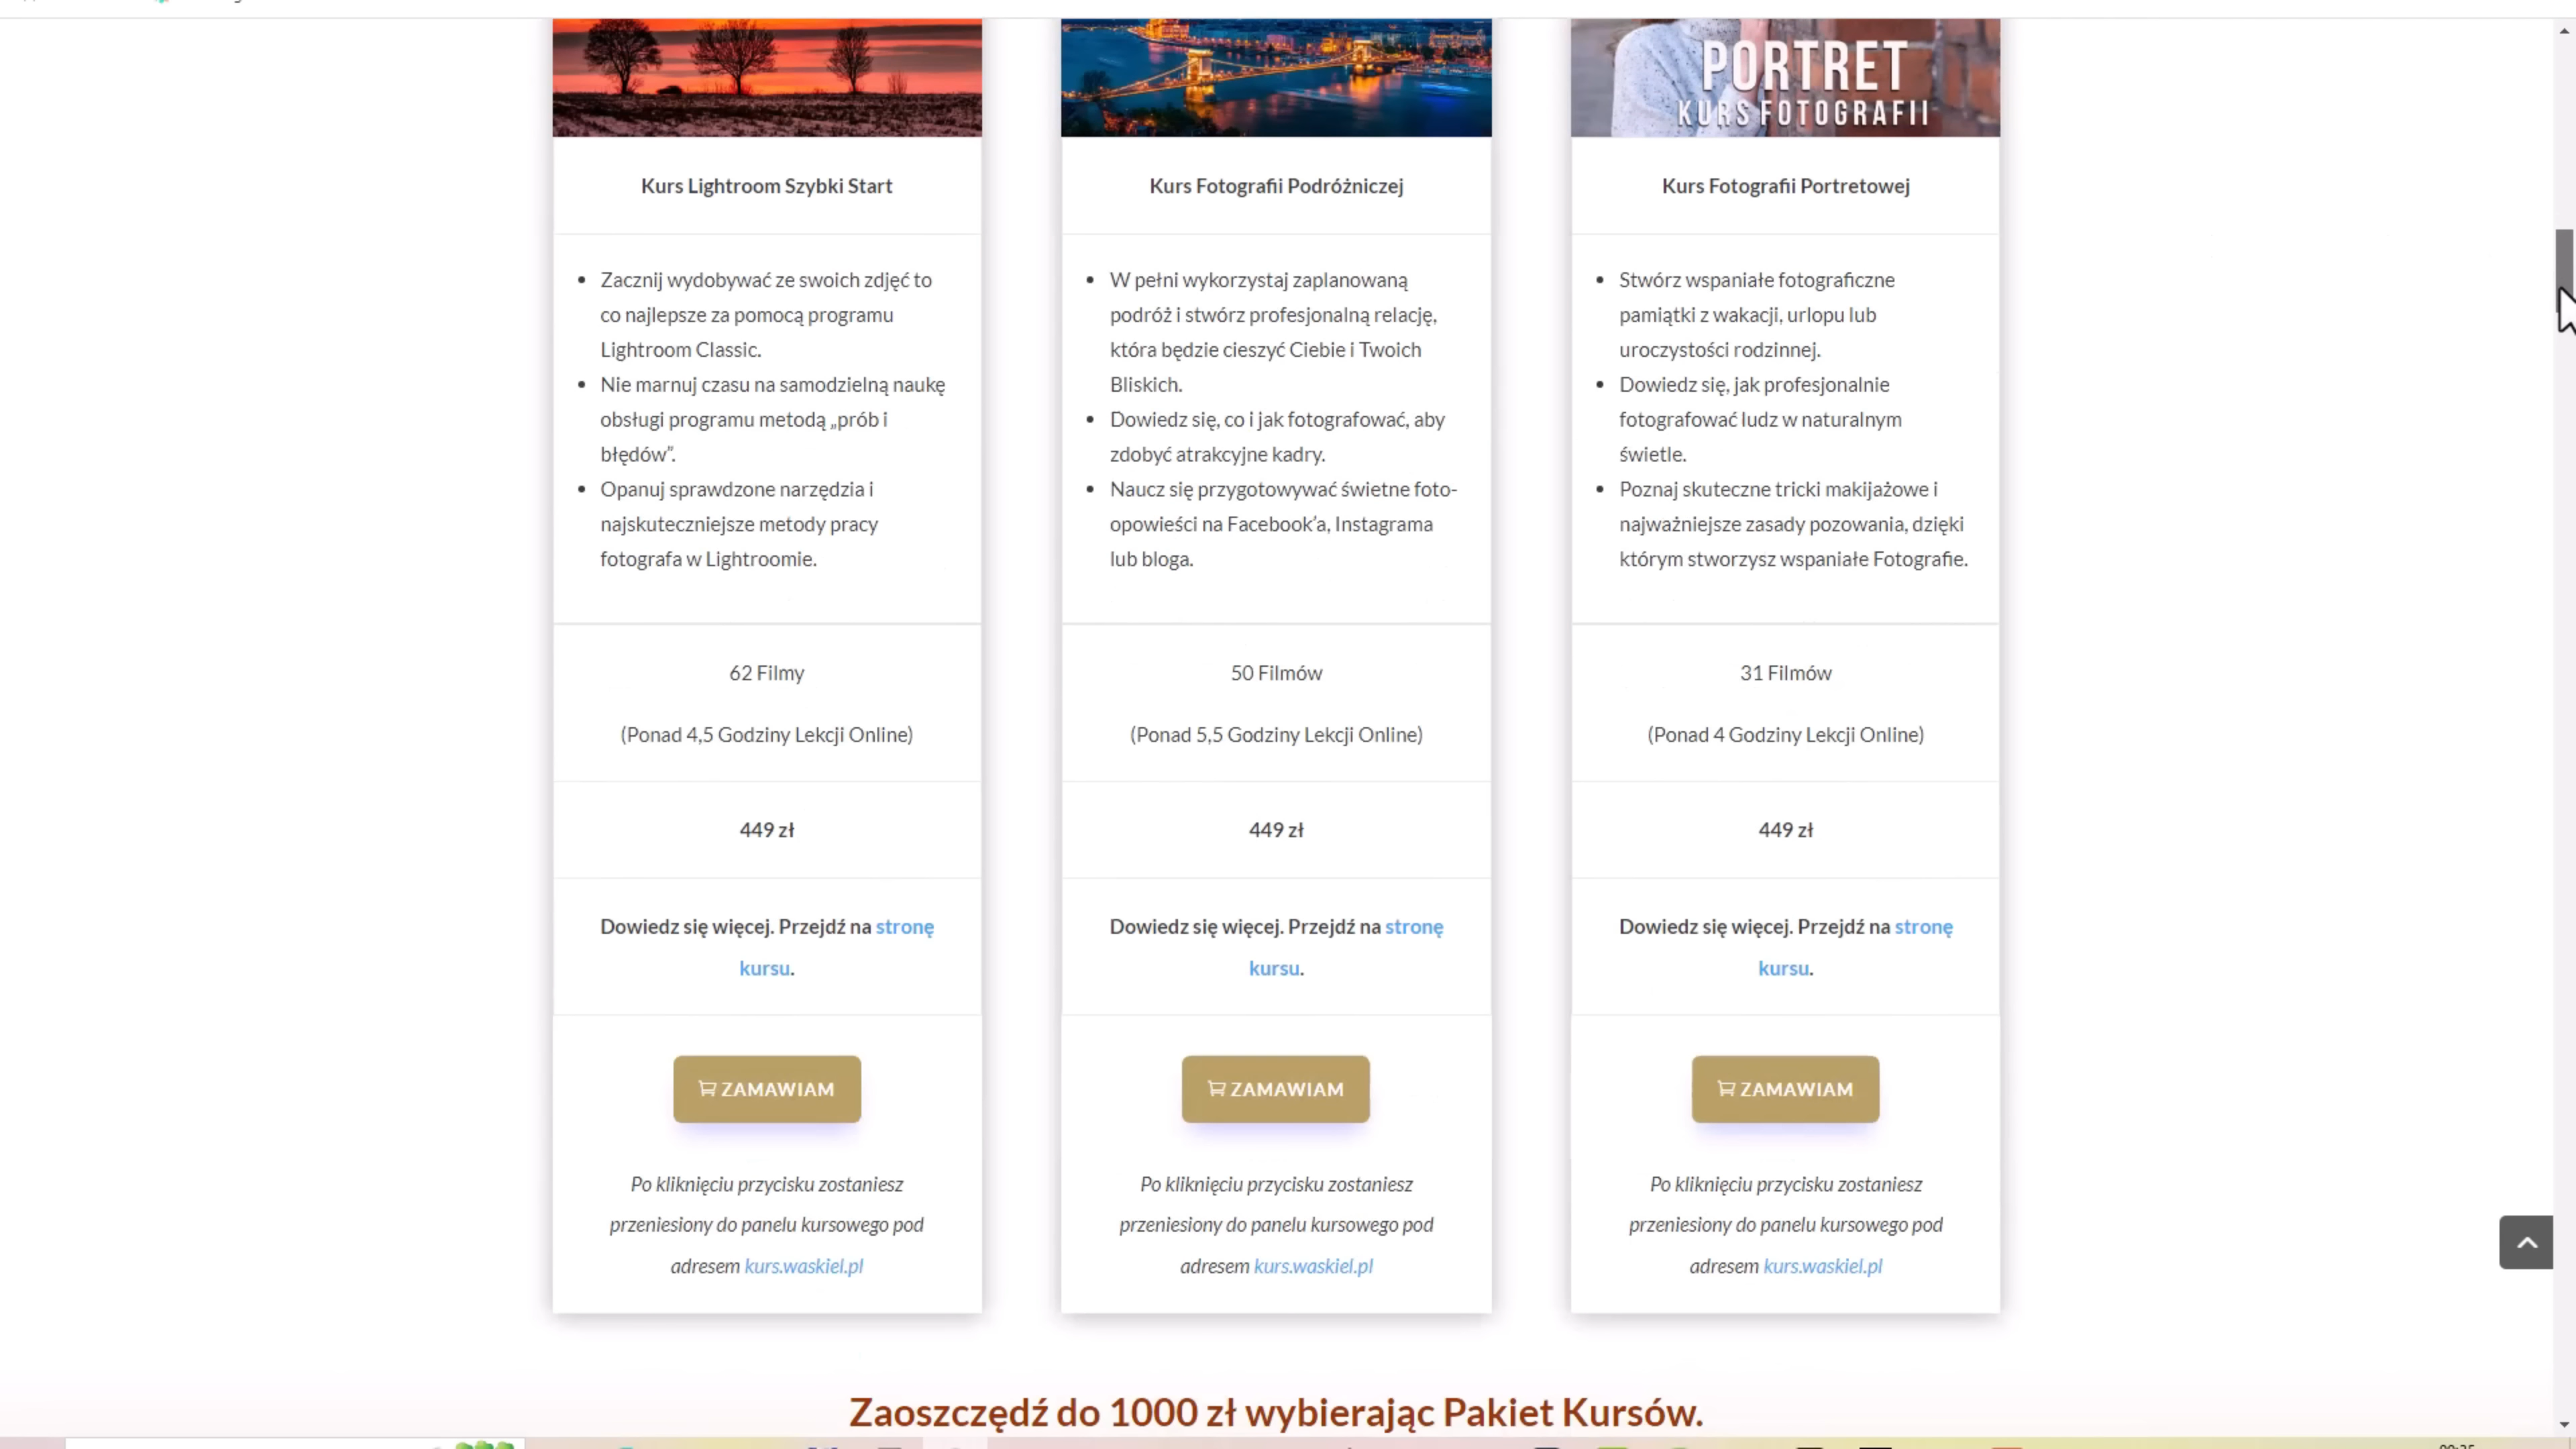 PORTRET
KURS FOTOGRAFII
Kurs Lightroom Szybki Start
Zacznij wydobywać ze swoich zdjęć to
co najlepsze za pomocą programu
Lightroom Classic.
Nie marnuj czasu na samodzielną naukę
obsługi programu metodą „prób i
błędów”.
Opanuj sprawdzone narzędzia i
najskuteczniejsze metody pracy
fotografa w Lightroomie.
62 Filmy
(Ponad 4,5 Godziny Lekcji Online)
449 zł
Dowiedz się więcej. Przejdź na stronę
kursu.
ZAMAWIAM
Po kliknięciu przycisku zostaniesz
przeniesiony do panelu kursowego pod
adresem kurs.waskiel.pl
Kurs Fotografii Podróżniczej
W pełni wykorzystaj zaplanowaną
podróż i stwórz profesjonalną relację,
która będzie cieszyć Ciebie i Twoich
Bliskich.
Dowiedz się, co i jak fotografować, aby
zdobyć atrakcyjne kadry.
Naucz się przygotowywać świetne foto-
opowieści na Facebook’a, Instagrama
lub bloga.
50 Filmów
(Ponad 5,5 Godziny Lekcji Online)
449 zł
Dowiedz się więcej. Przejdź na stronę
kursu.
ZAMAWIAM
Po kliknięciu przycisku zostaniesz
przeniesiony do panelu kursowego pod
adresem kurs.waskiel.pl
Kurs Fotografii Portretowej
Stwórz wspaniałe fotograficzne
pamiątki z wakacji, urlopu lub
uroczystości rodzinnej.
Dowiedz się, jak profesjonalnie
fotografować ludz w naturalnym
świetle.
Poznaj skuteczne tricki makijażowe i
najważniejsze zasady pozowania, dzięki
którym stworzysz wspaniałe Fotografie.
31 Filmów
(Ponad 4 Godziny Lekcji Online)
449 zł
Dowiedz się więcej. Przejdź na stronę
kursu.
ZAMAWIAM
Po kliknięciu przycisku zostaniesz
przeniesiony do panelu kursowego pod
adresem kurs.waskiel.pl
Zaoszczędź do 1000 zł wybierając Pakiet Kursów.